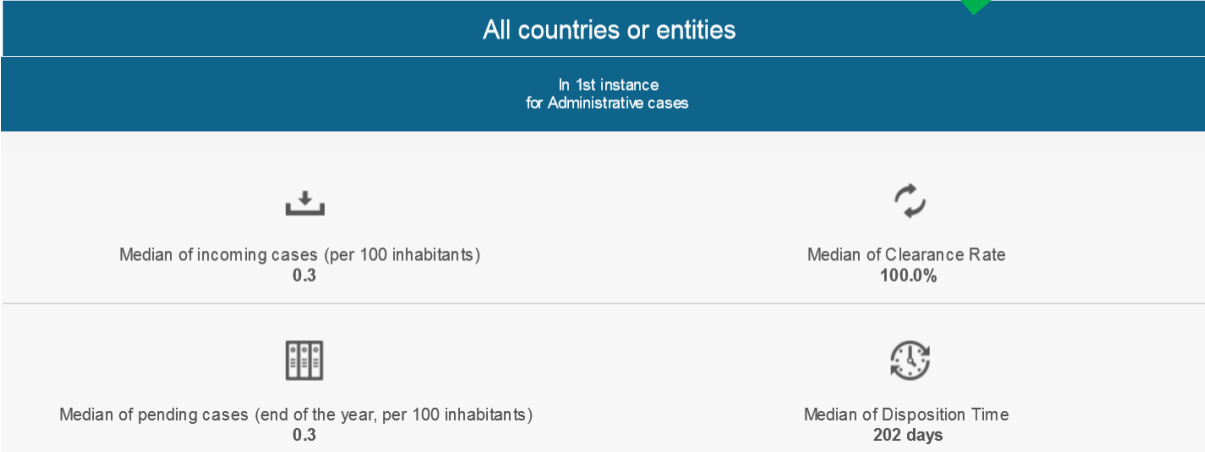 All countries or entities
In 1st instance
for Administrative cases
Median of incoming cases (per 100 inhabitants)
0.3
Median of Clearance Rate
100.0%
Median of pending cases (end of the year, per 100 inhabitants)
0.3
Median of Disposition Time
202 days